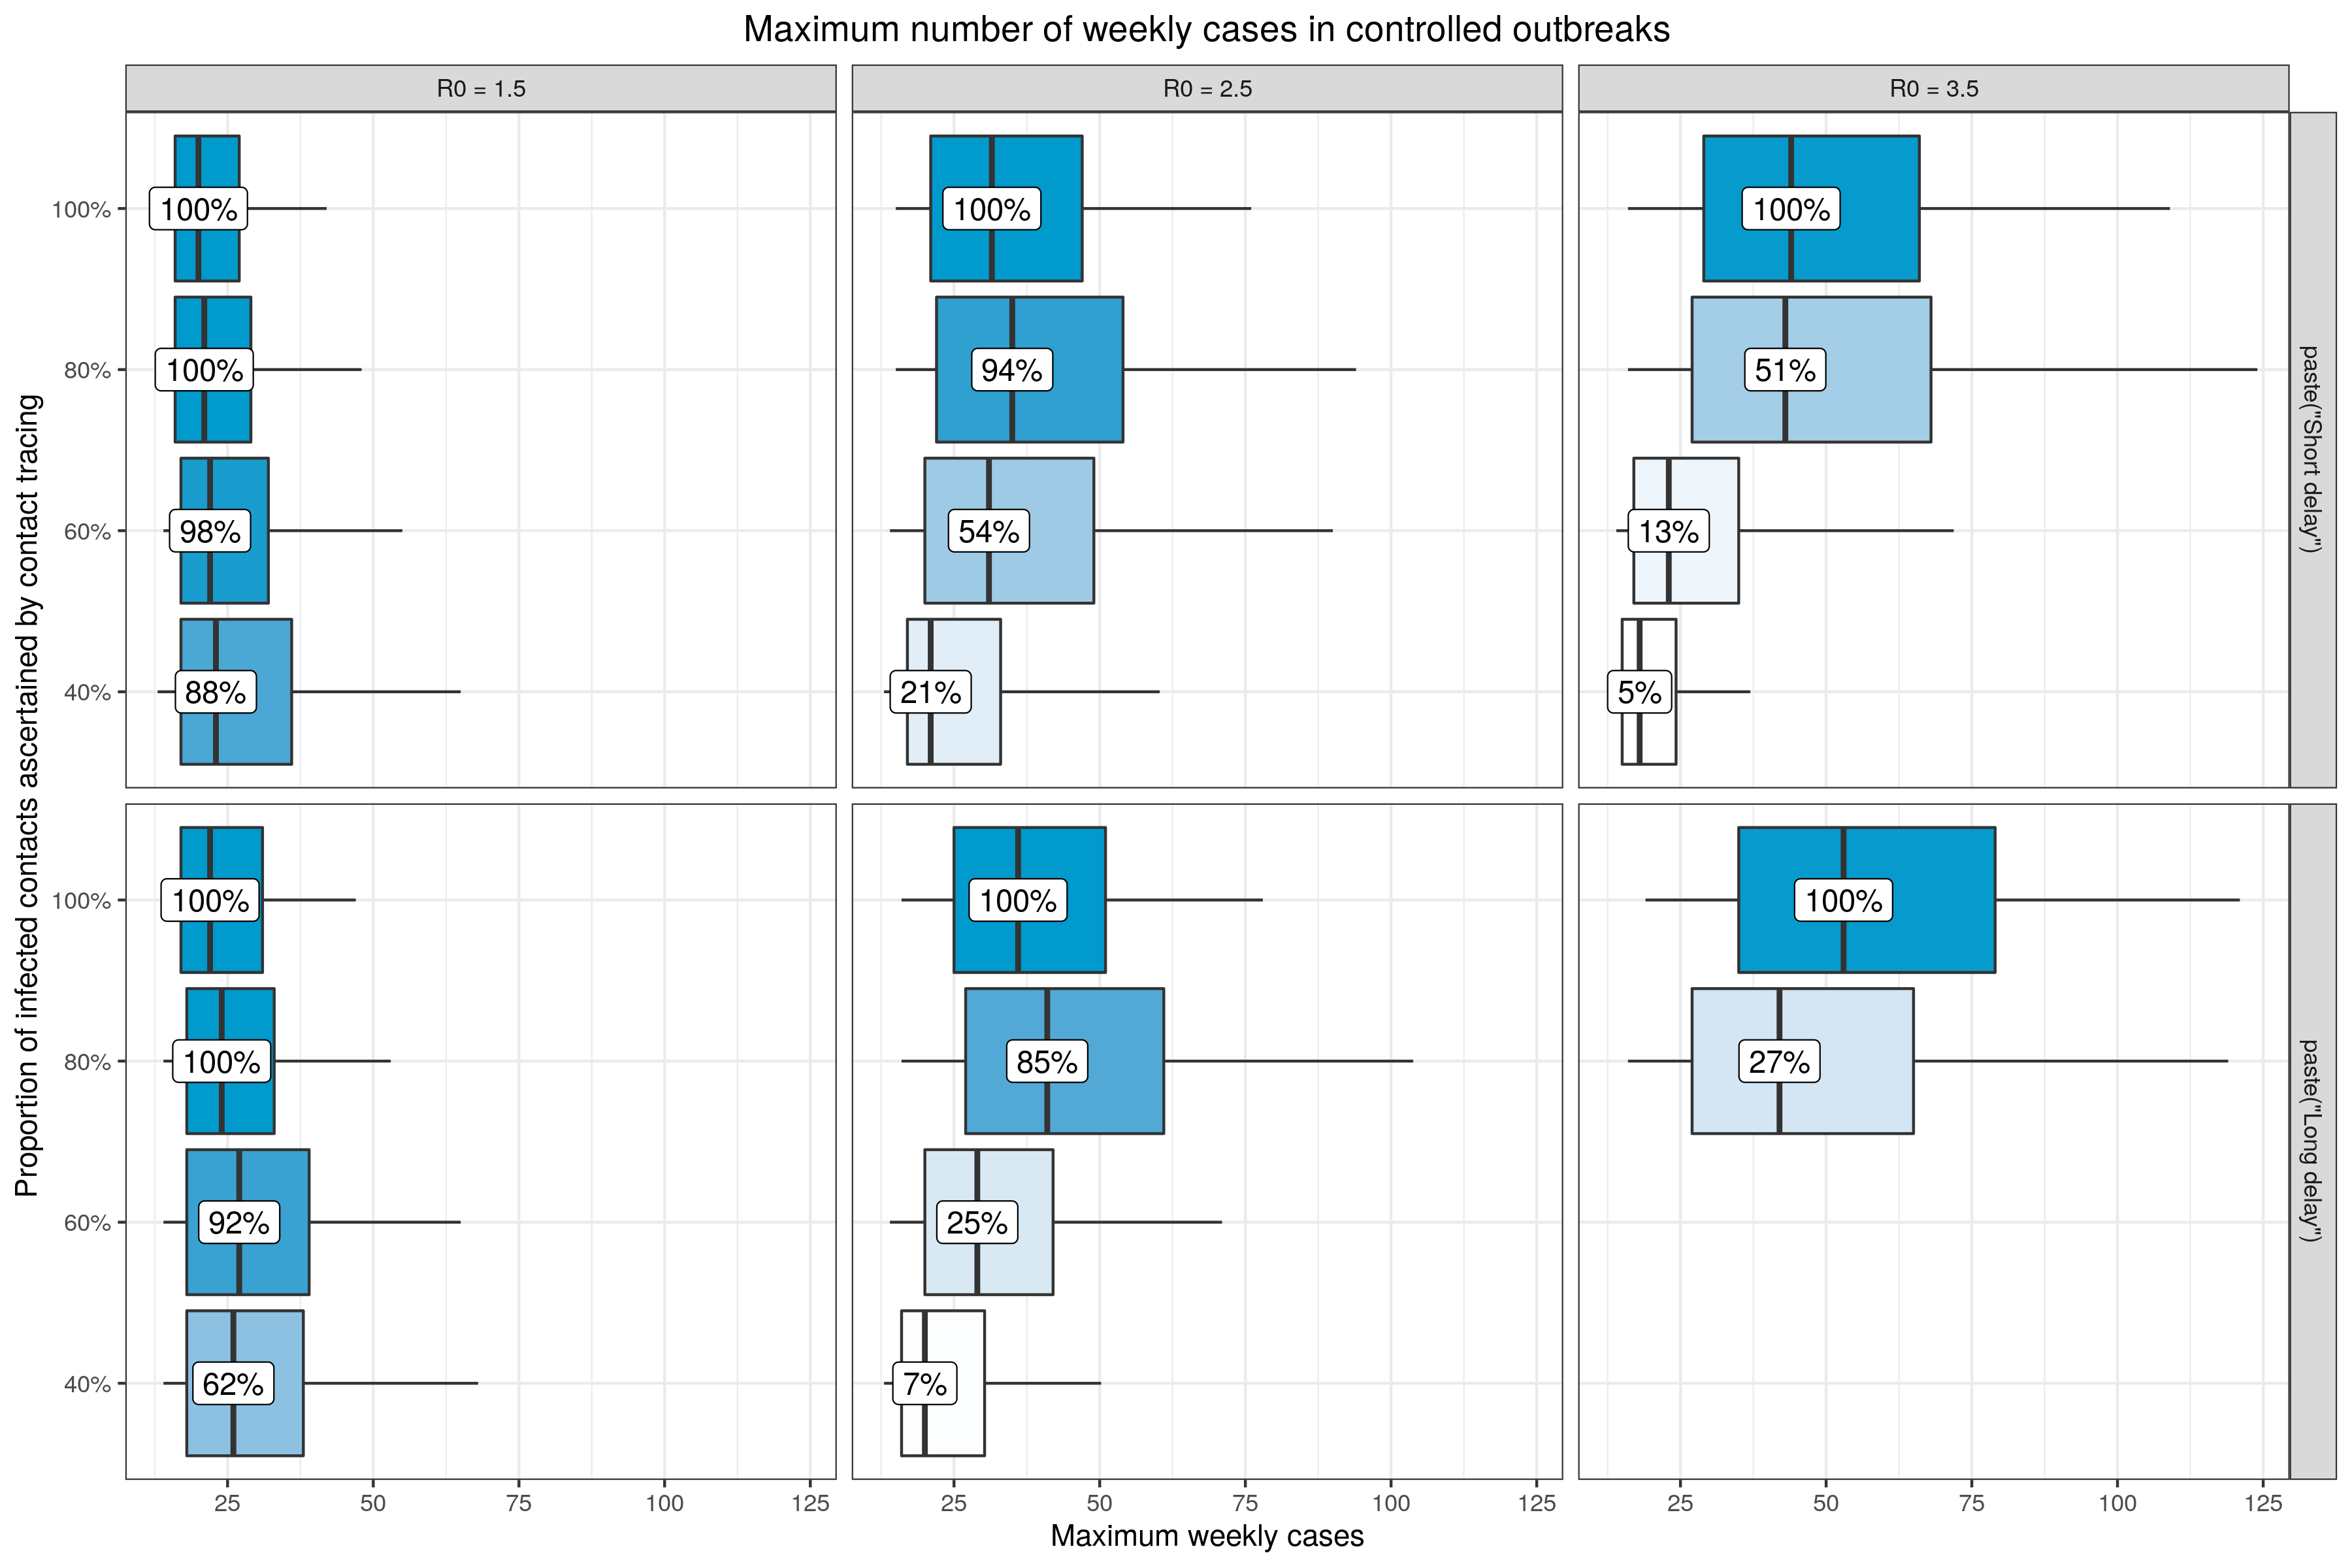 Maximum number of weekly cases in controlled outbreaks
R0 = 1.5
R0 = 2.5
R0 = 3.5
Proportion of infected contacts ascertained by contact tracing
100%
100%
100%
100%
80%
100%
94%
51%
60%
98%
54%
13%
40%
88%
21%
5%
paste("Short delay")
100%
100%
100%
100%
80%
100%
85%
27%
60%
92%
25%
40%
62%
7%
paste("Long delay")
25 50 75 100 125
25 50 75 100 125
25 50 75 100 125
Maximum weekly cases